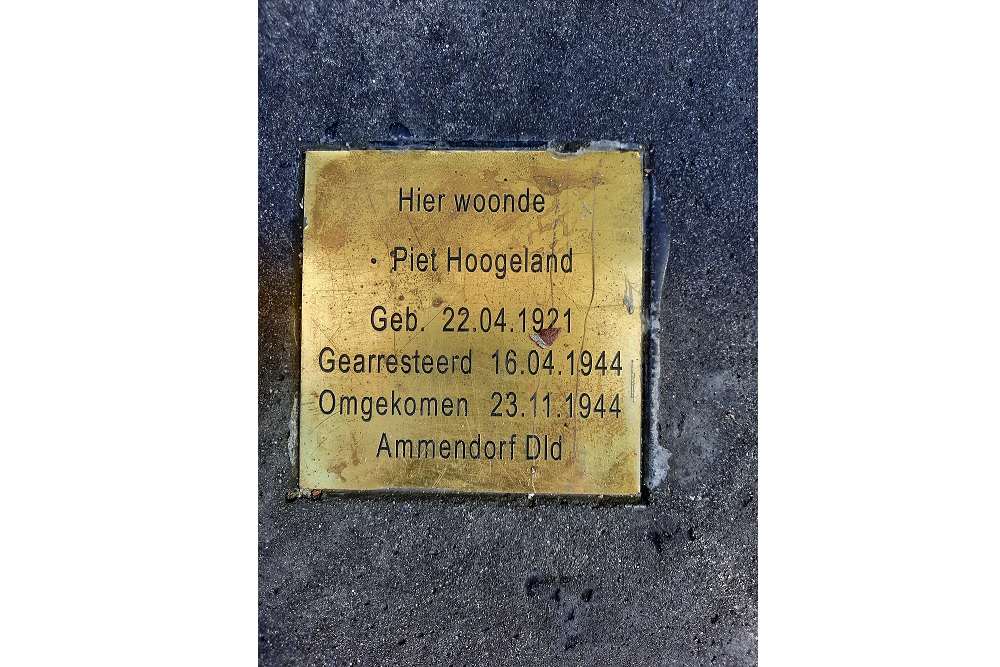 Hier woonde
Piet Hoogeland
Geb. 22.04.1921
Gearresteerd 16.04.1944
Omgekomen 23.11.1944
Ammendorf Dld